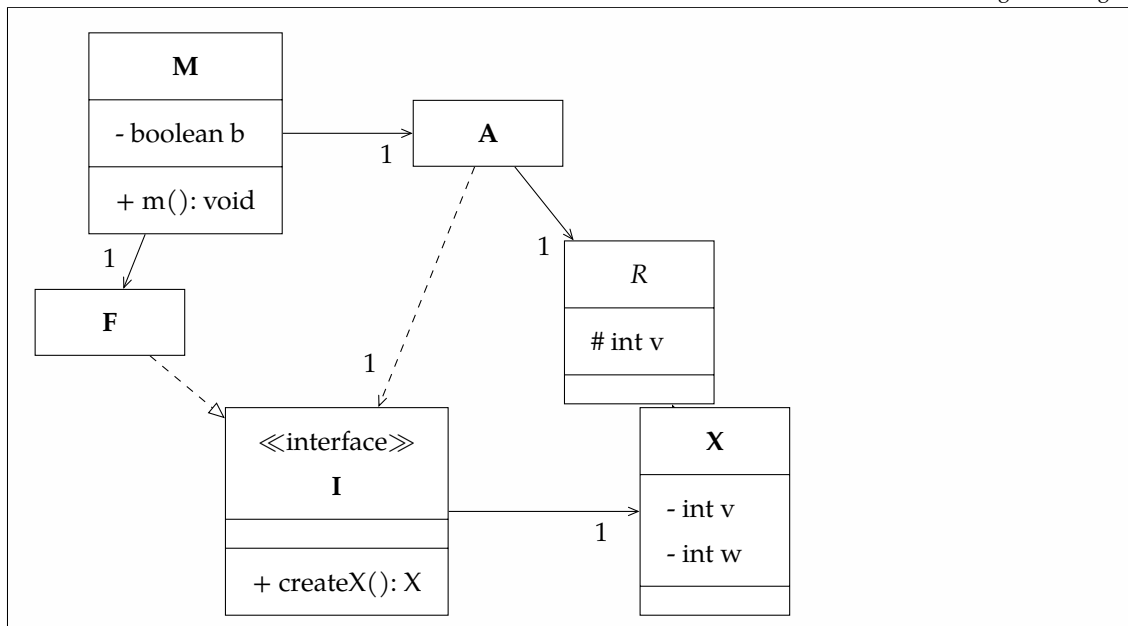 M
- boolean b
+ m(): void
1
A
1
F
1
R
# int v
1
≪interface≫
I
+ createX(): X
1
X
- int v
- int w